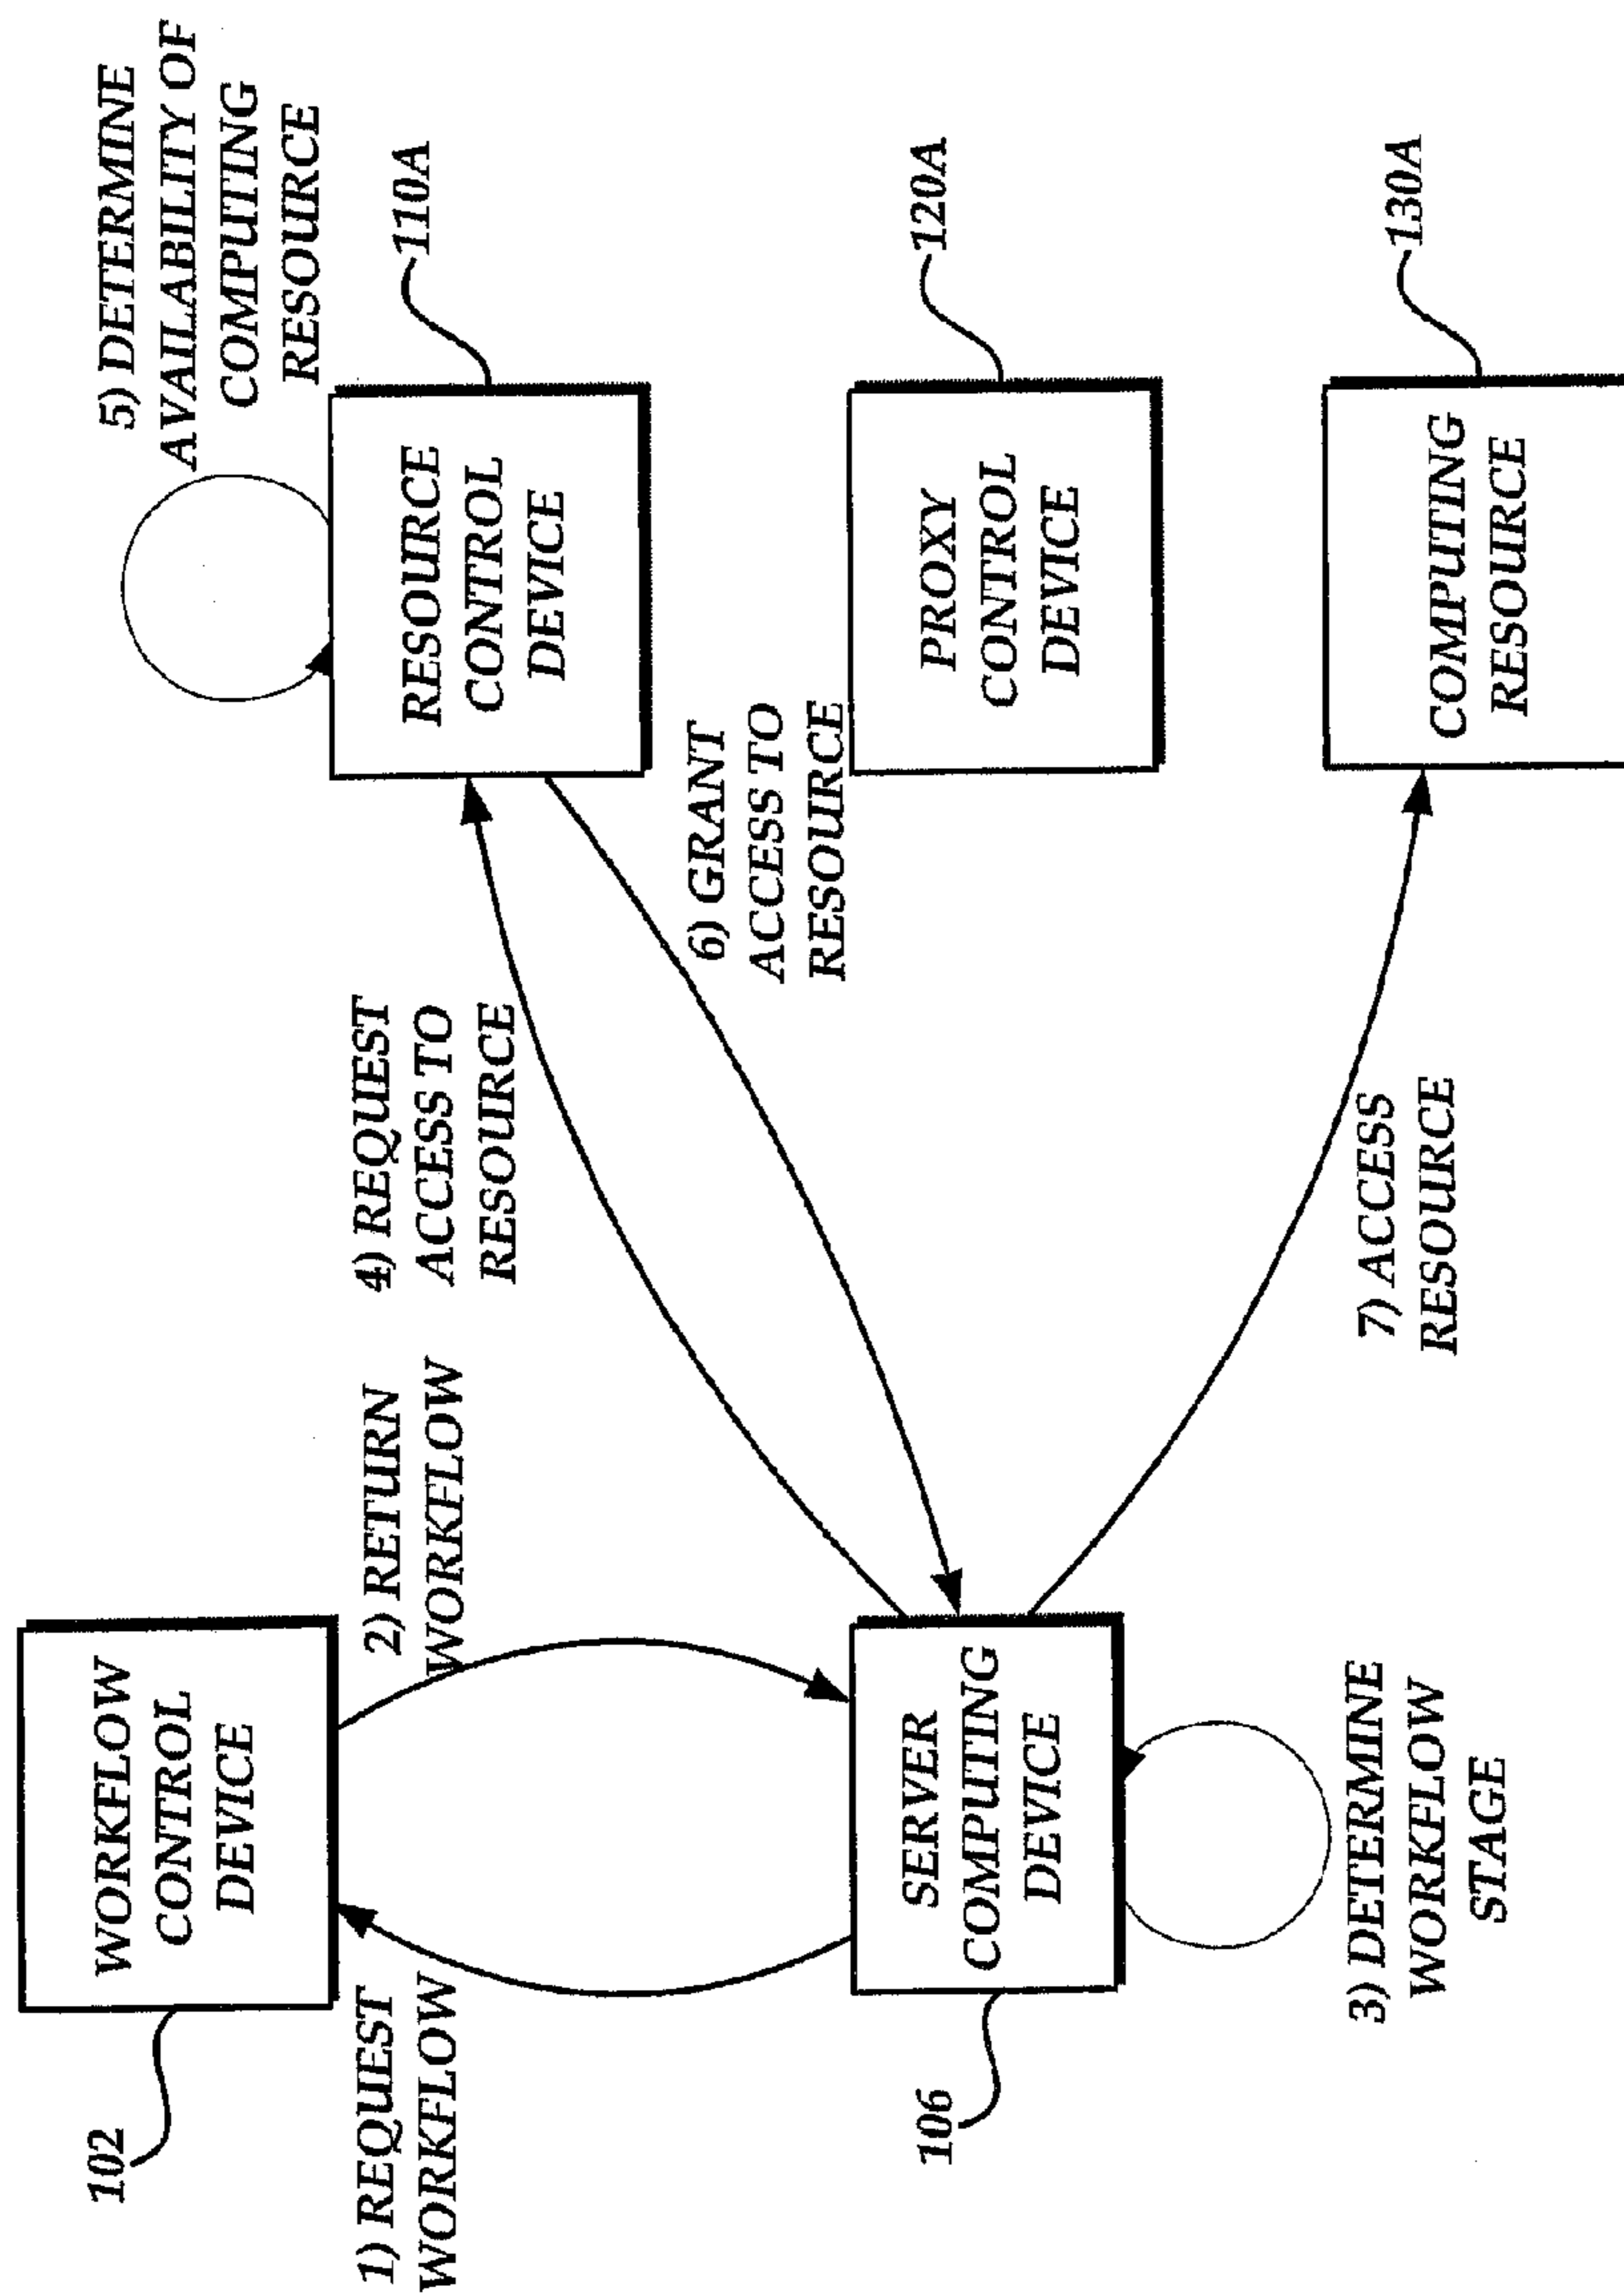 102
WORKFLOW
CONTROL
DEVICE
1) REQUEST
WORKFLOW
2) RETURN
WORKFLOW
106
SERVER
COMPUTING
DEVICE
3) DETERMINE
WORKFLOW
STAGE
4) REQUEST
ACCESS TO
RESOURCE
5) DETERMINE
AVAILABILITY OF
COMPUTING
RESOURCE
RESOURCE
CONTROL
DEVICE
110A
6) GRANT
ACCESS TO
RESOURCE
PROXY
CONTROL
DEVICE
120A
7) ACCESS
RESOURCE
COMPUTING
RESOURCE
130A